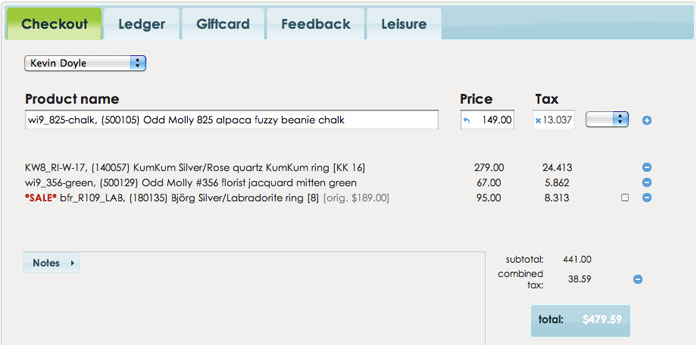 Checkout Ledger Giftcard Feedback Leisure
Kevin Doyle
Product name Price Tax
wi9_825-chalk, (500105) Odd Molly 825 alpaca fuzzy beanie chalk 149.00 13.037
KW8_RI-W-17, (140057) KumKum Silver/Rose quartz KumKum ring [KK 16] 279.00 24.413
wi9_356-green, (500129) Odd Molly #356 florist jacquard mitten green 67.00 5.862
*SALE* bfr_R109_LAB, (180135) Björg Silver/Labradorite ring [8] [orig. $189.00] 95.00 8.313
Notes
subtotal: 441.00
combined
tax: 38.59
total: $479.59